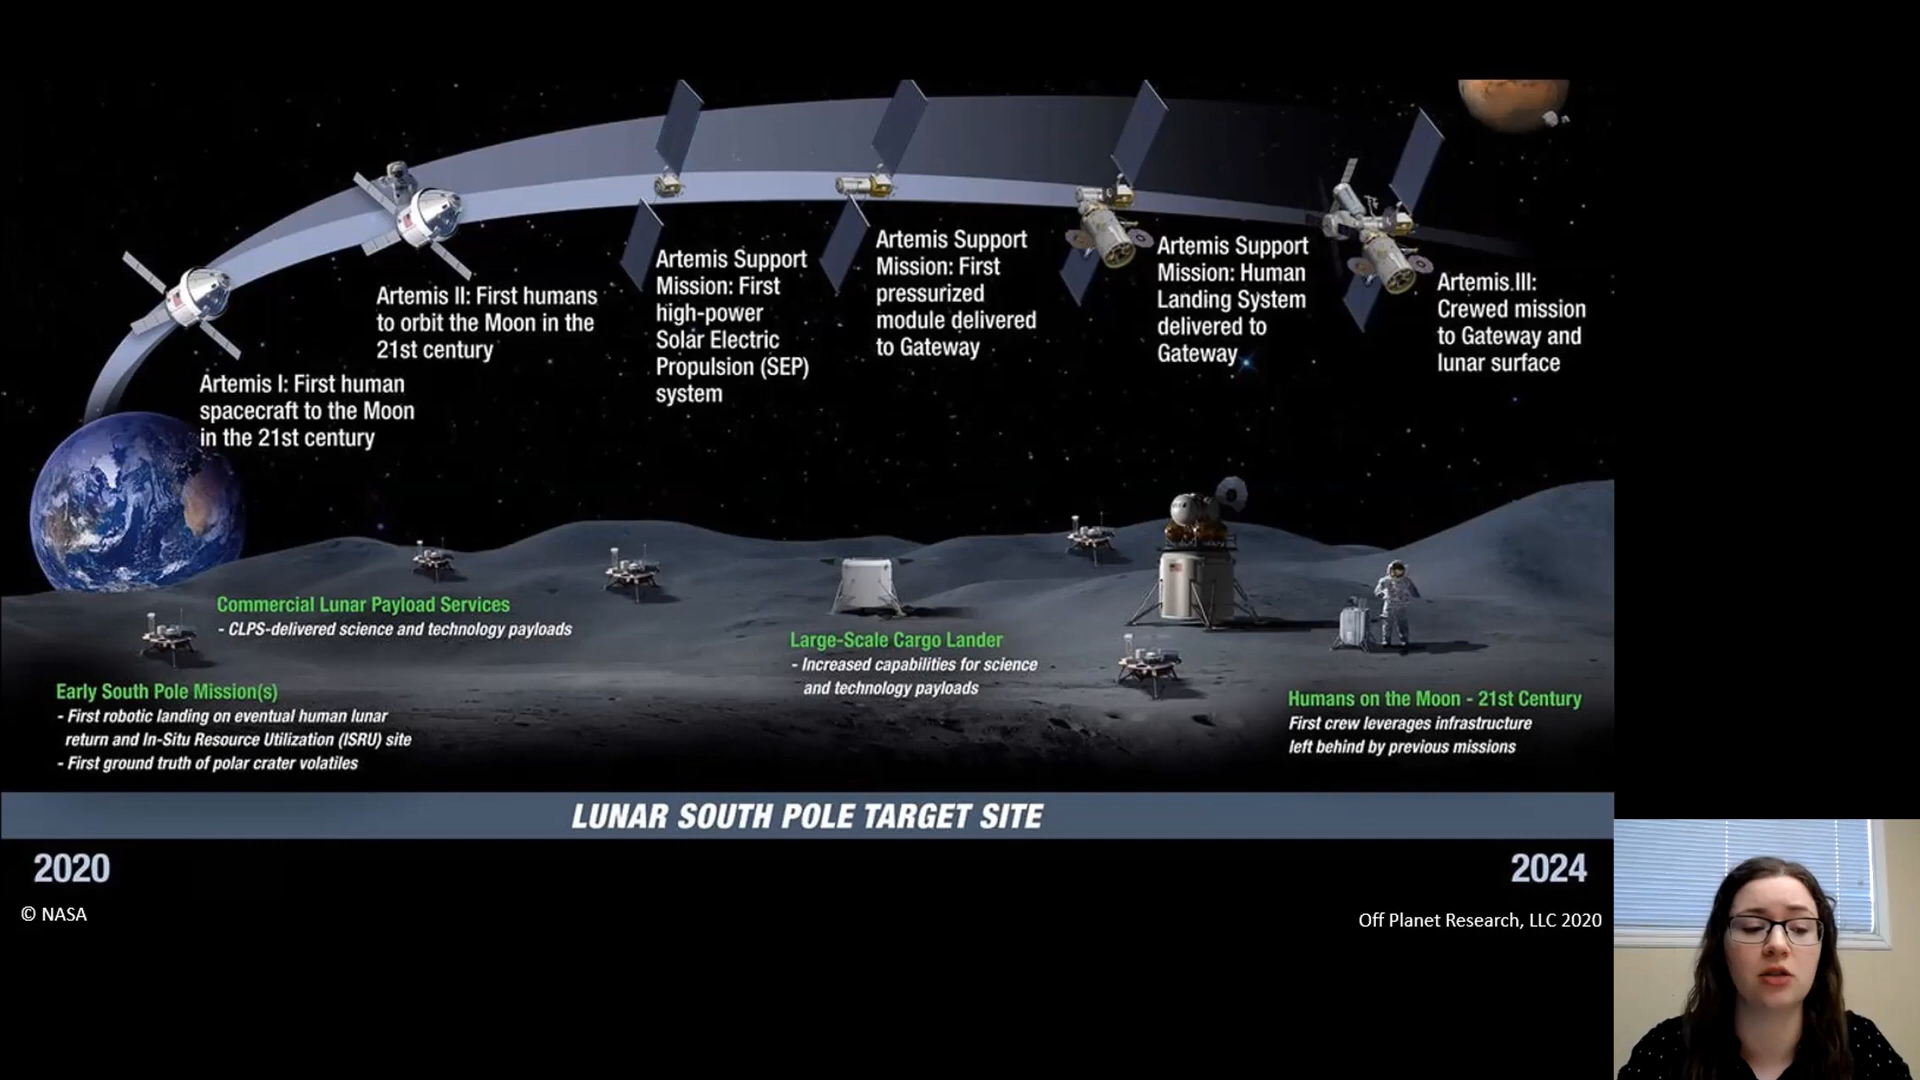 Artemis I: First human
spacecraft to the Moon
in the 21st century
Artemis II: First humans
to orbit the Moon in the
21st century
Artemis Support
Mission: First
high-power
Solar Electric
Propulsion (SEP)
system
Artemis Support
Mission: First
pressurized
module delivered
to Gateway
Artemis Support
Mission: Human
Landing System
delivered to
Gateway
Artemis III:
Crewed mission
to Gateway and
lunar surface
Commercial Lunar Payload Services
- CLPS-delivered science and technology payloads
Early South Pole Mission(s)
- First robotic landing on eventual human lunar
return and In-Situ Resource Utilization (ISRU) site
- First ground truth of polar crater volatiles
Large-Scale Cargo Lander
- Increased capabilities for science
and technology payloads
Humans on the Moon - 21st Century
First crew leverages infrastructure
left behind by previous missions
LUNAR SOUTH POLE TARGET SITE
2020
2024
© NASA
Off Planet Research, LLC 2020